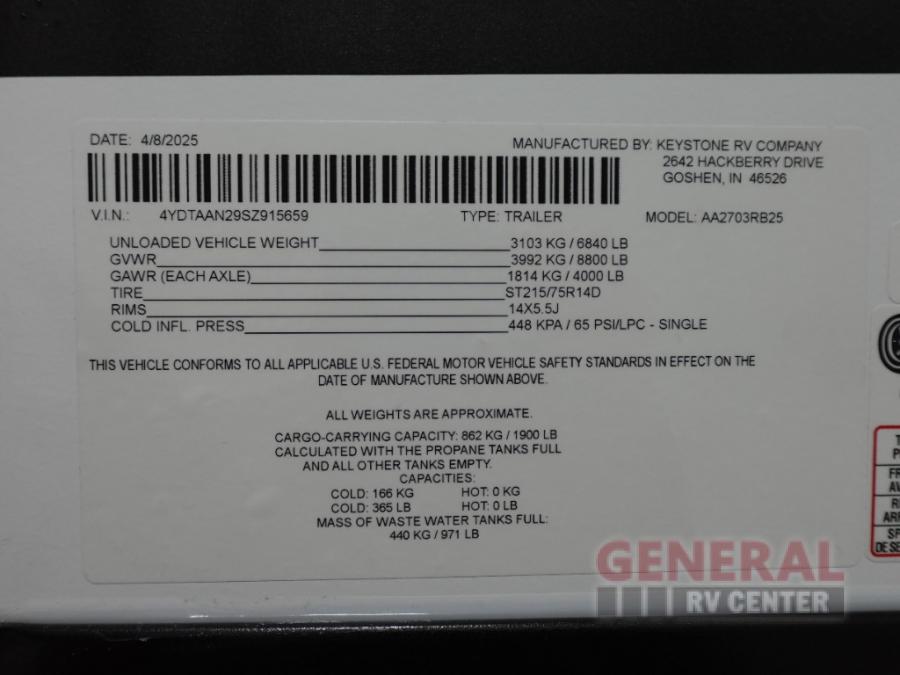 DATE: 4/8/2025
MANUFACTURED BY: KEYSTONE RV COMPANY
2642 HACKBERRY DRIVE
GOSHEN, IN 46526
V.I.N.: 4YDTAAN29SZ915659 TYPE: TRAILER MODEL: AA2703RB25
UNLOADED VEHICLE WEIGHT 3103 KG / 6840 LB
GVWR 3992 KG / 8800 LB
GAWR (EACH AXLE) 1814 KG / 4000 LB
TIRE ST215/75R14D
RIMS 14X5.5J
COLD INFL. PRESS 448 KPA / 65 PSI/LPC - SINGLE
THIS VEHICLE CONFORMS TO ALL APPLICABLE U.S. FEDERAL MOTOR VEHICLE SAFETY STANDARDS IN EFFECT ON THE
DATE OF MANUFACTURE SHOWN ABOVE.
ALL WEIGHTS ARE APPROXIMATE.
CARGO-CARRYING CAPACITY: 862 KG / 1900 LB
CALCULATED WITH THE PROPANE TANKS FULL
AND ALL OTHER TANKS EMPTY.
CAPACITIES:
COLD: 166 KG HOT: 0 KG
COLD: 365 LB HOT: 0 LB
MASS OF WASTE WATER TANKS FULL:
440 KG / 971 LB
GENERAL
RV CENTER